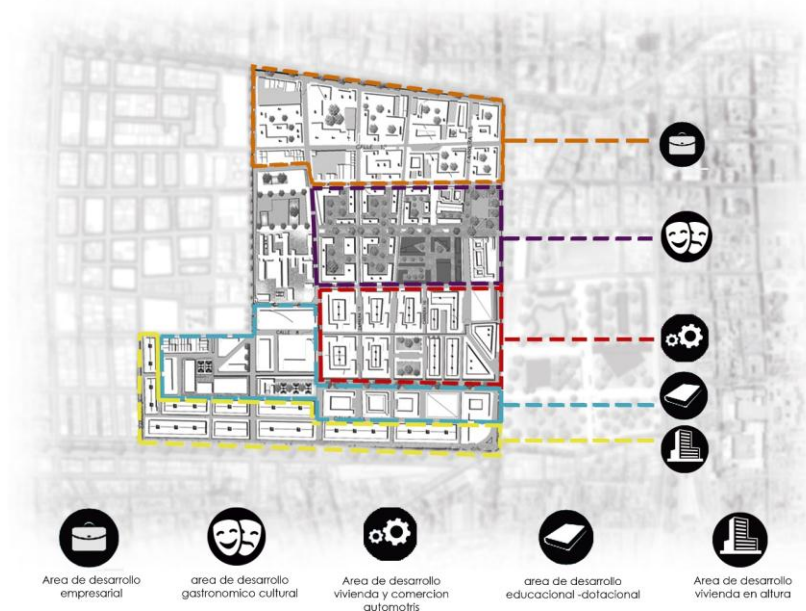 CALLE 8
Area de desarrollo
empresarial
area de desarrollo
gastronomico cultural
Area de desarrollo
vivienda y comercion
automotris
area de desarrollo
educacional -dotacional
Area de desarrollo
vivienda en altura